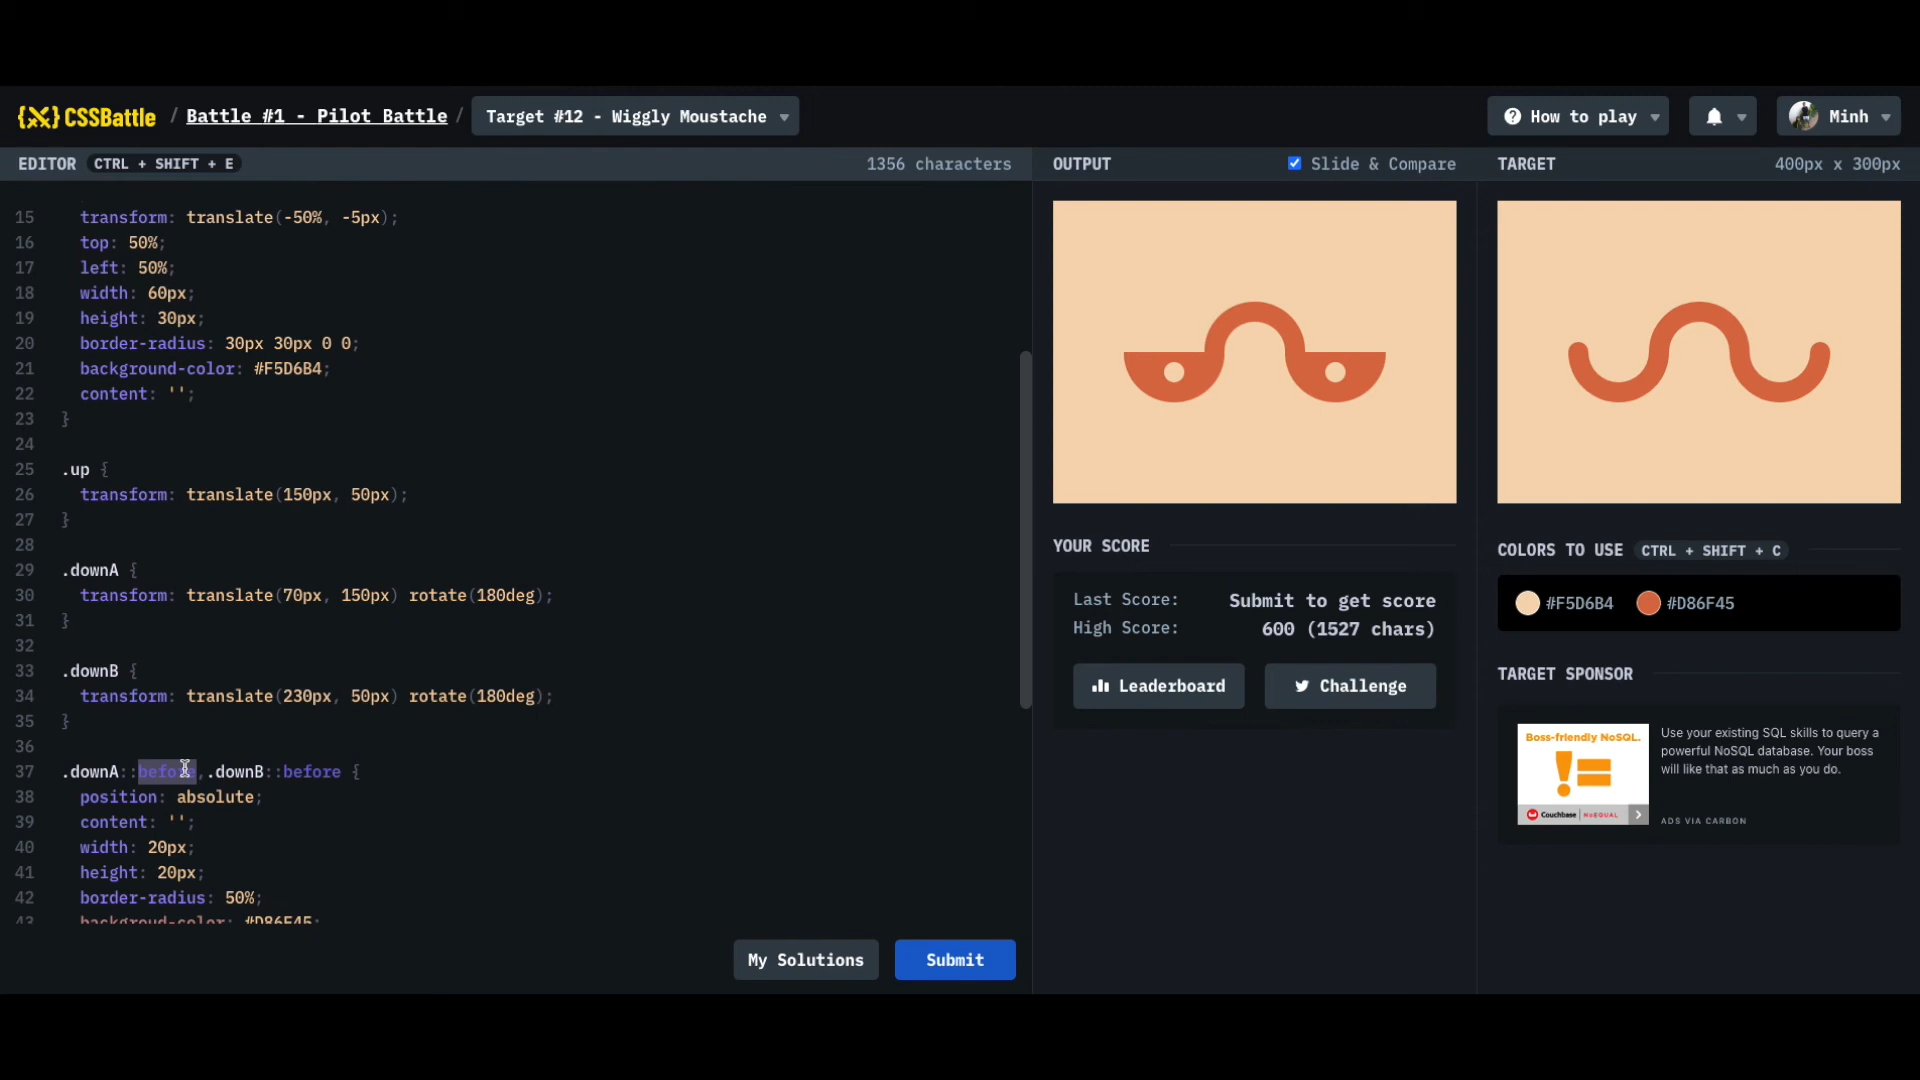 {X} CSSBattle / Battle #1 - Pilot Battle / Target #12 - Wiggly Moustache
How to play
Minh
EDITOR CTRL + SHIFT + E 1356 characters
15 transform: translate(-50%, -5px);
16 top: 50%;
17 left: 50%;
18 width: 60px;
19 height: 30px;
20 border-radius: 30px 30px 0 0;
21 background-color: #F5D6B4;
22 content: '';
23 }
24
25 .up {
26 transform: translate(150px, 50px);
27 }
28
29 .downA {
30 transform: translate(70px, 150px) rotate(180deg);
31 }
32
33 .downB {
34 transform: translate(230px, 50px) rotate(180deg);
35 }
36
37 .downA::before,.downB::before {
38 position: absolute;
39 content: '';
40 width: 20px;
41 height: 20px;
42 border-radius: 50%;
43 backgroud-color: #D86F45;
My Solutions
Submit
OUTPUT Slide & Compare
YOUR SCORE
Last Score: Submit to get score
High Score: 600 (1527 chars)
Leaderboard
Challenge
TARGET 400px x 300px
COLORS TO USE CTRL + SHIFT + C
#F5D6B4 #D86F45
TARGET SPONSOR
Boss-friendly NoSQL.
!=
Couchbase | NoEQUAL
Use your existing SQL skills to query a
powerful NoSQL database. Your boss
will like that as much as you do.
ADS VIA CARBON